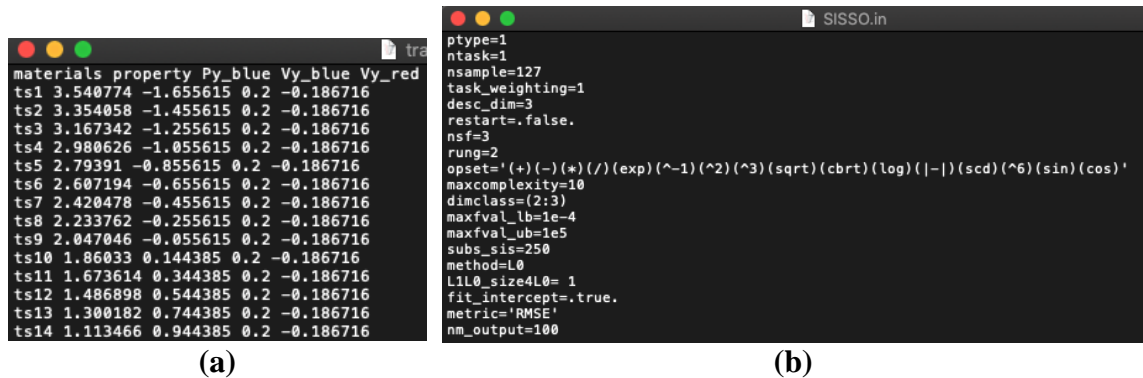 tra
materials property Py_blue Vy_blue Vy_red
ts1 3.540774 -1.655615 0.2 -0.186716
ts2 3.354058 -1.455615 0.2 -0.186716
ts3 3.167342 -1.255615 0.2 -0.186716
ts4 2.980626 -1.055615 0.2 -0.186716
ts5 2.79391 -0.855615 0.2 -0.186716
ts6 2.607194 -0.655615 0.2 -0.186716
ts7 2.420478 -0.455615 0.2 -0.186716
ts8 2.233762 -0.255615 0.2 -0.186716
ts9 2.047046 -0.055615 0.2 -0.186716
ts10 1.86033 0.144385 0.2 -0.186716
ts11 1.673614 0.344385 0.2 -0.186716
ts12 1.486898 0.544385 0.2 -0.186716
ts13 1.300182 0.744385 0.2 -0.186716
ts14 1.113466 0.944385 0.2 -0.186716
(a)
SISSO.in
ptype=1
ntask=1
nsample=127
task_weighting=1
desc_dim=3
restart=.false.
nsf=3
rung=2
opset='(+)(-)(*)(/)(exp)(^-1)(^2)(^3)(sqrt)(cbrt)(log)(|-|)(scd)(^6)(sin)(cos)'
maxcomplexity=10
dimclass=(2:3)
maxfval_lb=1e-4
maxfval_ub=1e5
subs_sis=250
method=L0
L1L0_size4L0= 1
fit_intercept=.true.
metric='RMSE'
nm_output=100
(b)